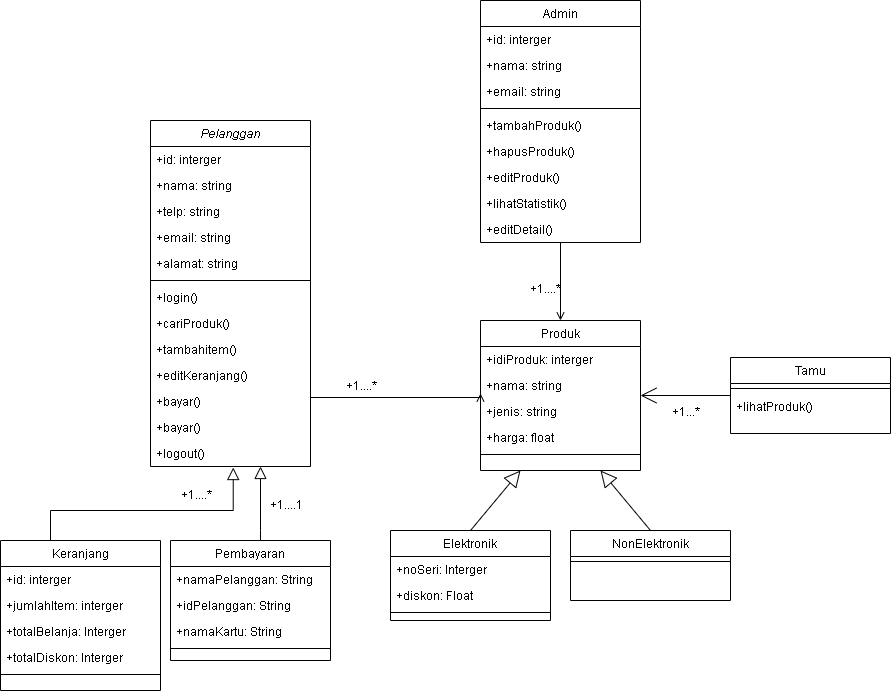 Admin
+id: interger
+nama: string
+email: string
+tambahProduk()
+hapusProduk()
+editProduk()
+lihatStatistik()
+editDetail()
Pelanggan
+id: interger
+nama: string
+telp: string
+email: string
+alamat: string
+login()
+cariProduk()
+tambahitem()
+editKeranjang()
+bayar()
+bayar()
+logout()
+1....*
+1....*
Produk
+idiProduk: interger
+nama: string
+jenis: string
+harga: float
Tamu
+lihatProduk()
+1...*
+1....*
+1....1
Keranjang
+id: interger
+jumlahItem: interger
+totalBelanja: Interger
+totalDiskon: Interger
Pembayaran
+namaPelanggan: String
+idPelanggan: String
+namaKartu: String
Elektronik
+noSeri: Interger
+diskon: Float
NonElektronik